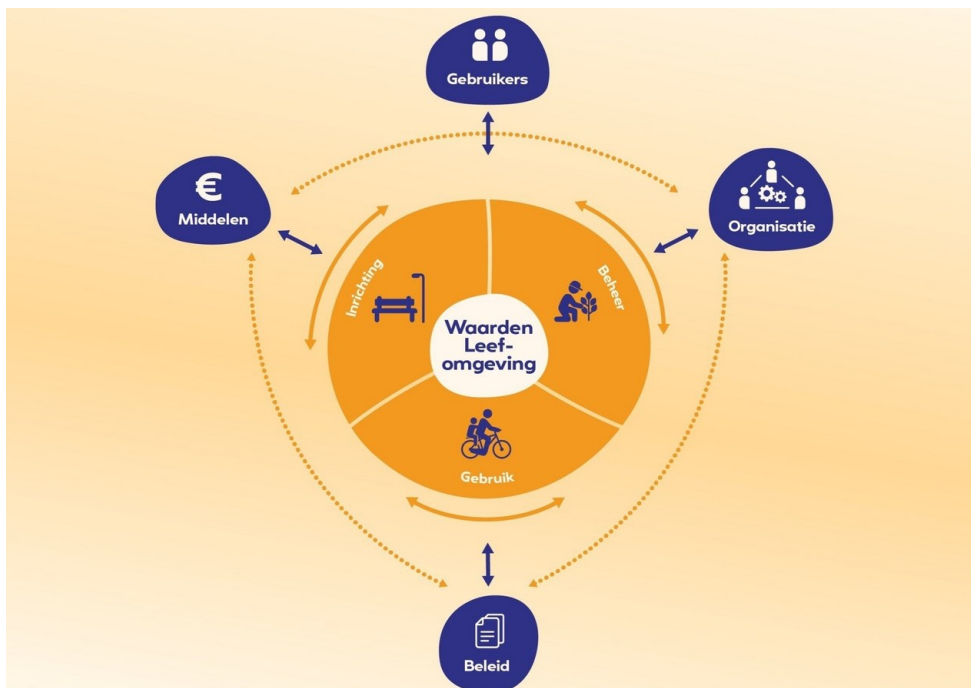 Gebruikers
€
Middelen
Organisatie
Inrichting
Beheer
Waarden
Leef-
omgeving
Gebruik
Beleid